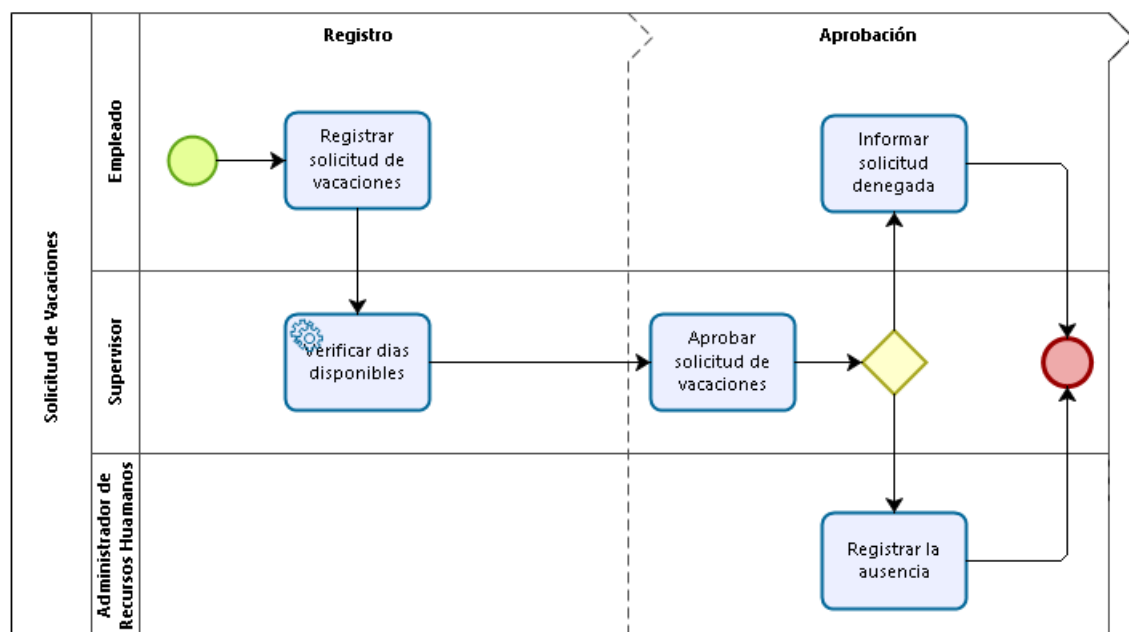 Registro
Aprobación
Solicitud de Vacaciones
Empleado
Registrar
solicitud de
vacaciones
Informar
solicitud
denegada
Supervisor
Verificar dias
disponibles
Aprobar
solicitud de
vacaciones
Administrador de
Recursos Huamanos
Registrar la
ausencia